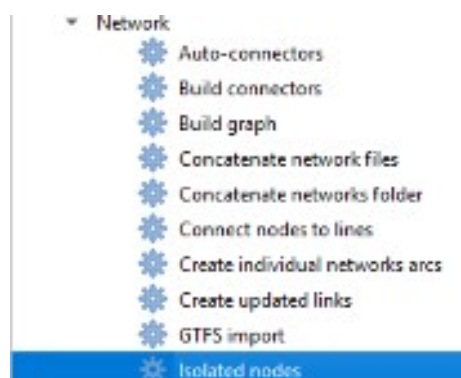 Network
Auto-connectors
Build connectors
Build graph
Concatenate network files
Concatenate networks folder
Connect nodes to lines
Create individual networks arcs
Create updated links
GTFS import
Isolated nodes